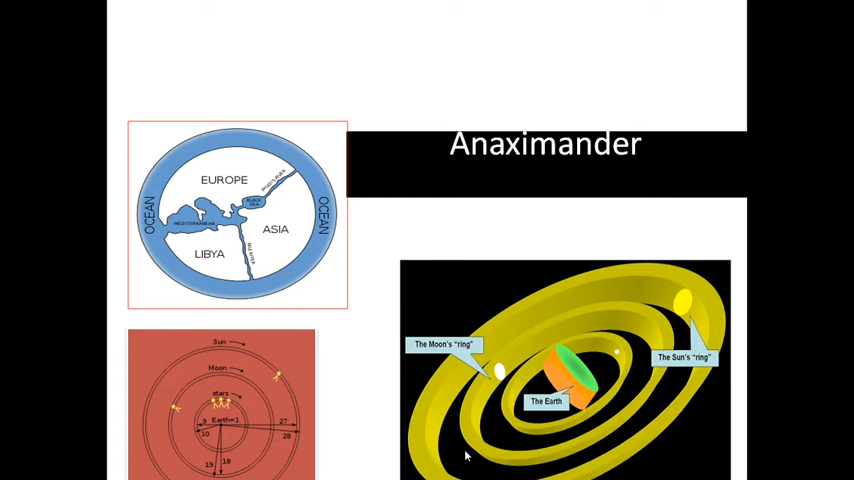 Anaximander
EUROPE
OCEAN
OCEAN
PHASIS RIVER
BLACK
SEA
MEDITERRANEAN
ASIA
LIBYA
Sun
Moon
stars
Earth=1
9
10
27
28
19
18
The Moon's "ring"
The Sun's "ring"
The Earth